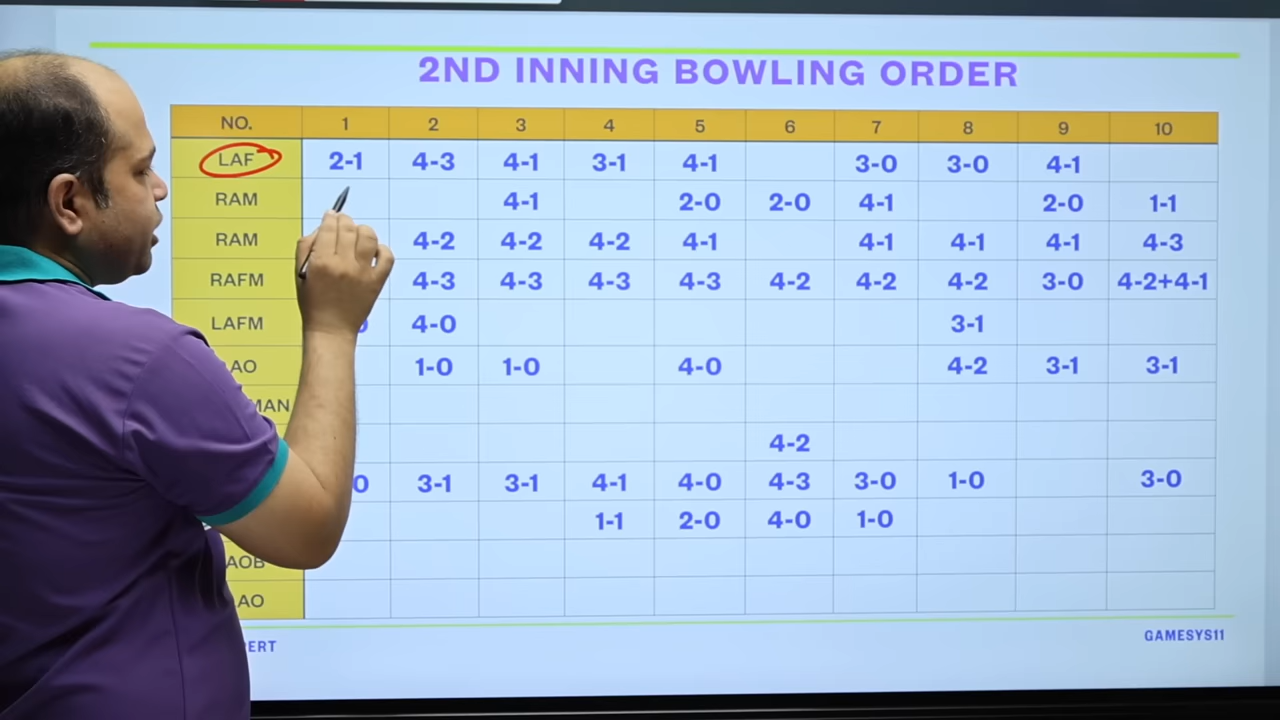 2ND INNING BOWLING ORDER
NO. 1 2 3 4 5 6 7 8 9 10
LAF 2-1 4-3 4-1 3-1 4-1 3-0 3-0 4-1
RAM 4-1 2-0 2-0 4-1 2-0 1-1
RAM 4-2 4-2 4-2 4-1 4-1 4-1 4-1 4-3
RAFM 4-3 4-3 4-3 4-3 4-2 4-2 4-2 3-0 4-2+4-1
LAFM 4-0 3-1
AO 1-0 1-0 4-0 4-2 3-1 3-1
MAN
4-2
0 3-1 3-1 4-1 4-0 4-3 3-0 1-0 3-0
1-1 2-0 4-0 1-0
AOB
AO
PERT GAMESYS11